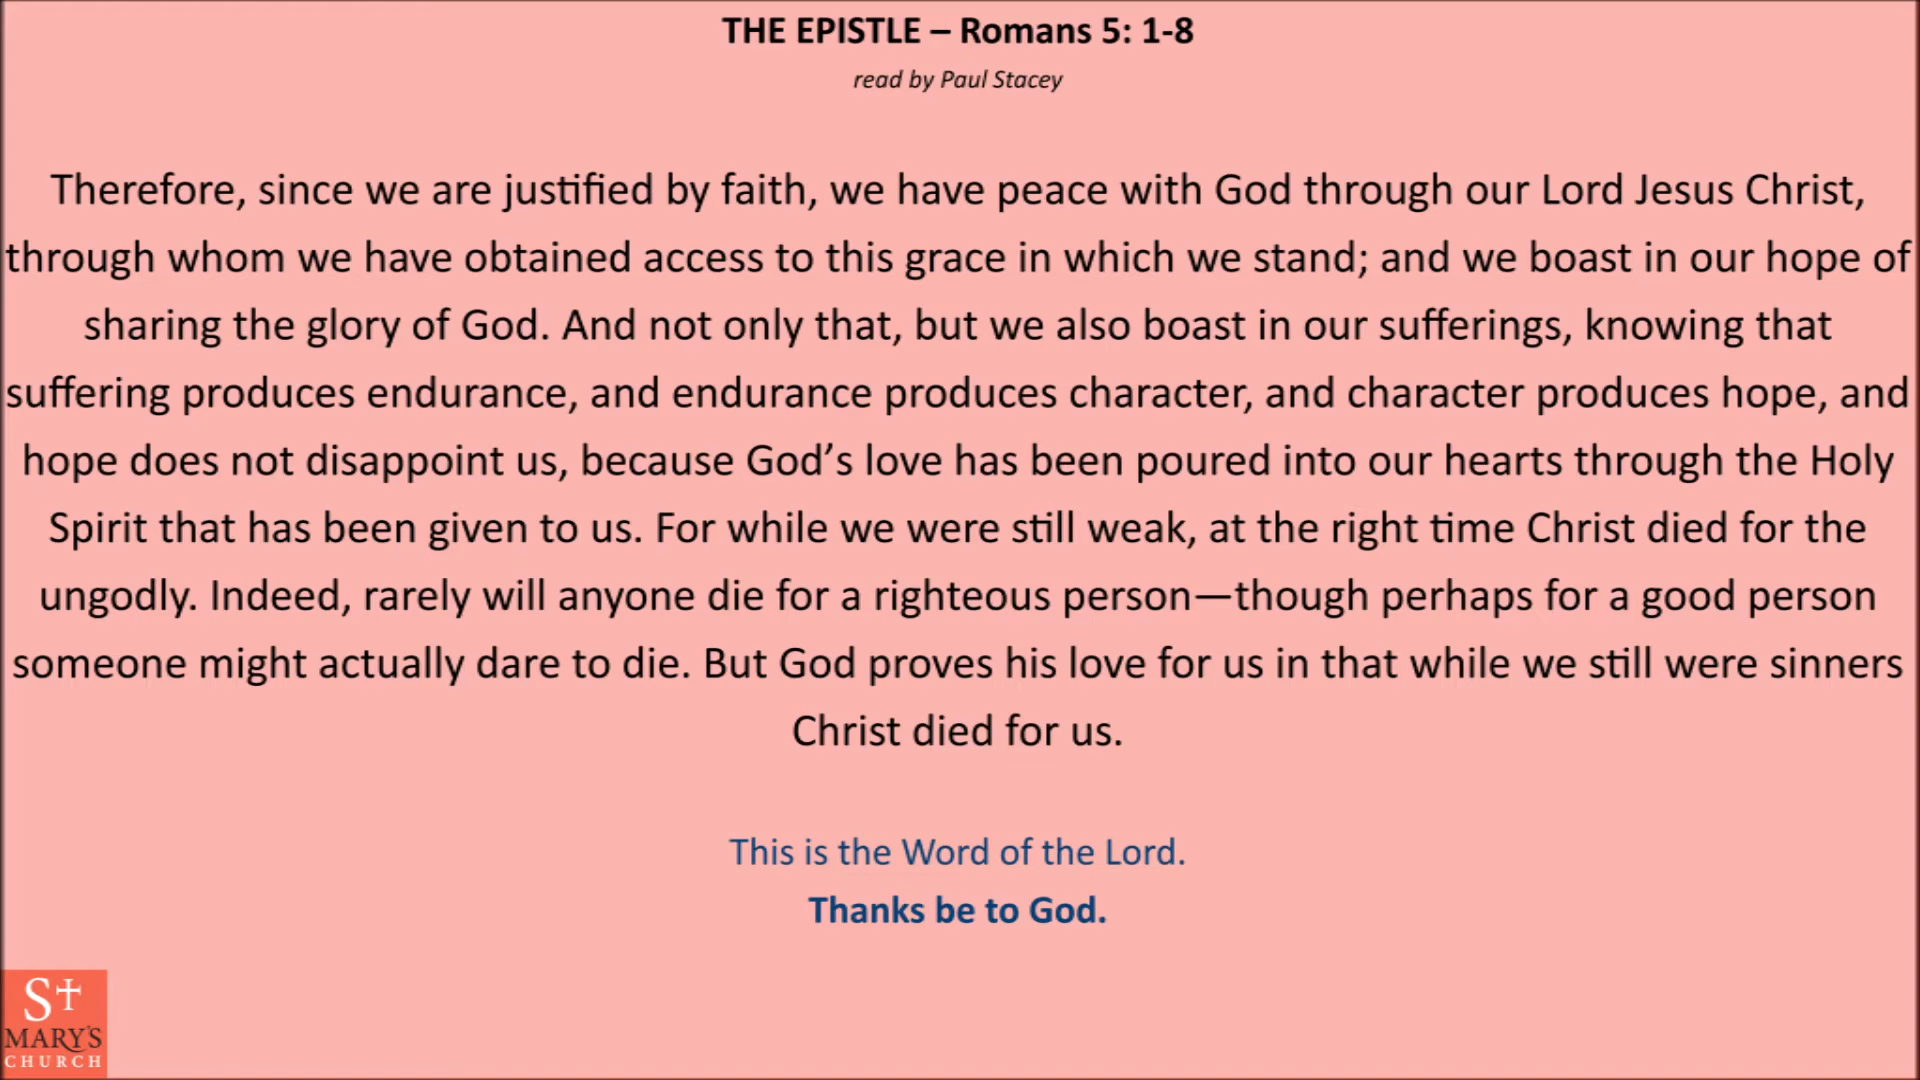 THE EPISTLE – Romans 5: 1-8
read by Paul Stacey
Therefore, since we are justified by faith, we have peace with God through our Lord Jesus Christ,
through whom we have obtained access to this grace in which we stand; and we boast in our hope of
sharing the glory of God. And not only that, but we also boast in our sufferings, knowing that
suffering produces endurance, and endurance produces character, and character produces hope, and
hope does not disappoint us, because God’s love has been poured into our hearts through the Holy
Spirit that has been given to us. For while we were still weak, at the right time Christ died for the
ungodly. Indeed, rarely will anyone die for a righteous person—though perhaps for a good person
someone might actually dare to die. But God proves his love for us in that while we still were sinners
Christ died for us.
This is the Word of the Lord.
Thanks be to God.
St
MARY'S
CHURCH